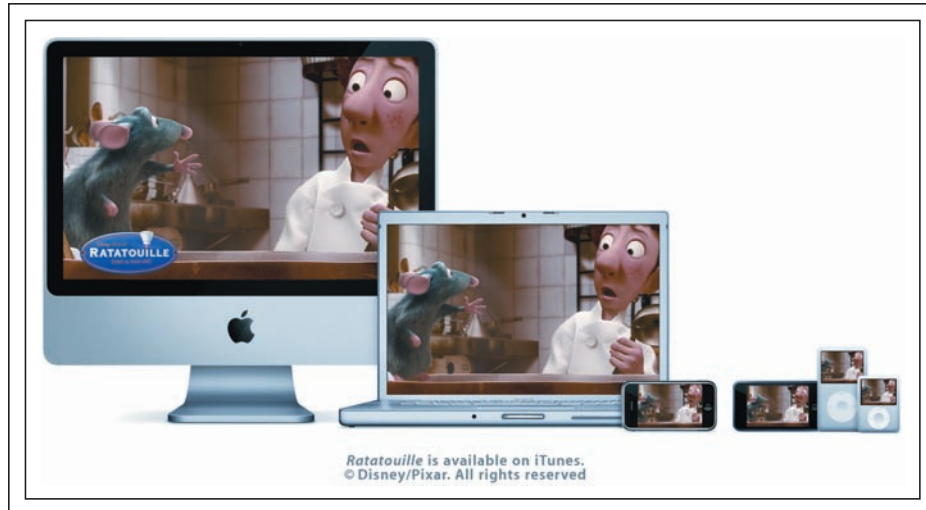 RATATOUILLE
Ratatouille is available on iTunes.
© Disney/Pixar. All rights reserved